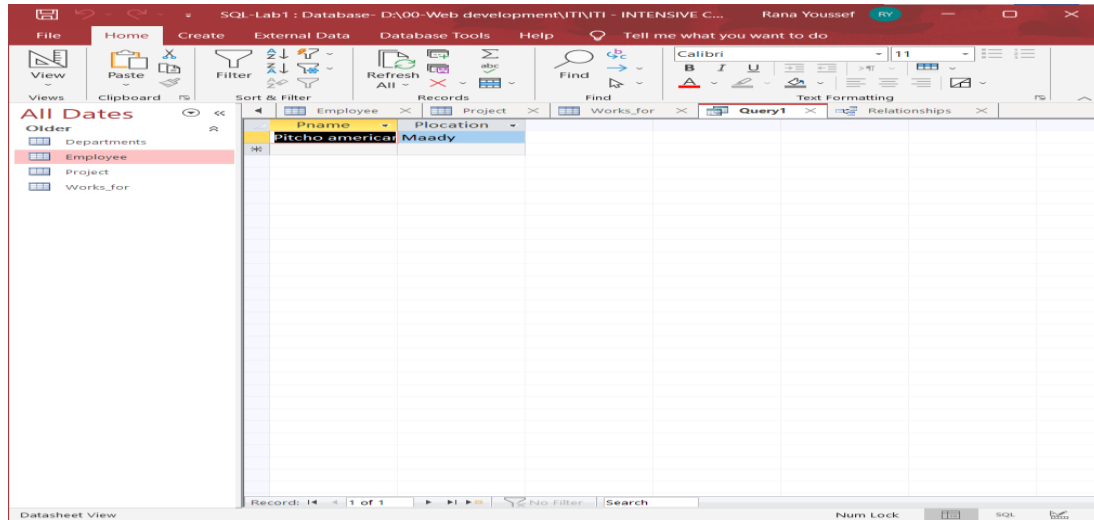 SQL-Lab1 : Database- D:\00-Web development\ITI\ITI - INTENSIVE C... Rana Youssef RY
File Home Create External Data Database Tools Help Tell me what you want to do
View Paste Filter Refresh All Find Calibri 11
B I U
Views Clipboard Sort & Filter Records Find Text Formatting
All Dates
Older
Departments
Employee
Project
Works_for
Employee Project Works_for Query1 Relationships
Pname Plocation
Pitcho american Maady
Record: 1 of 1 No Filter Search
Datasheet View Num Lock SQL